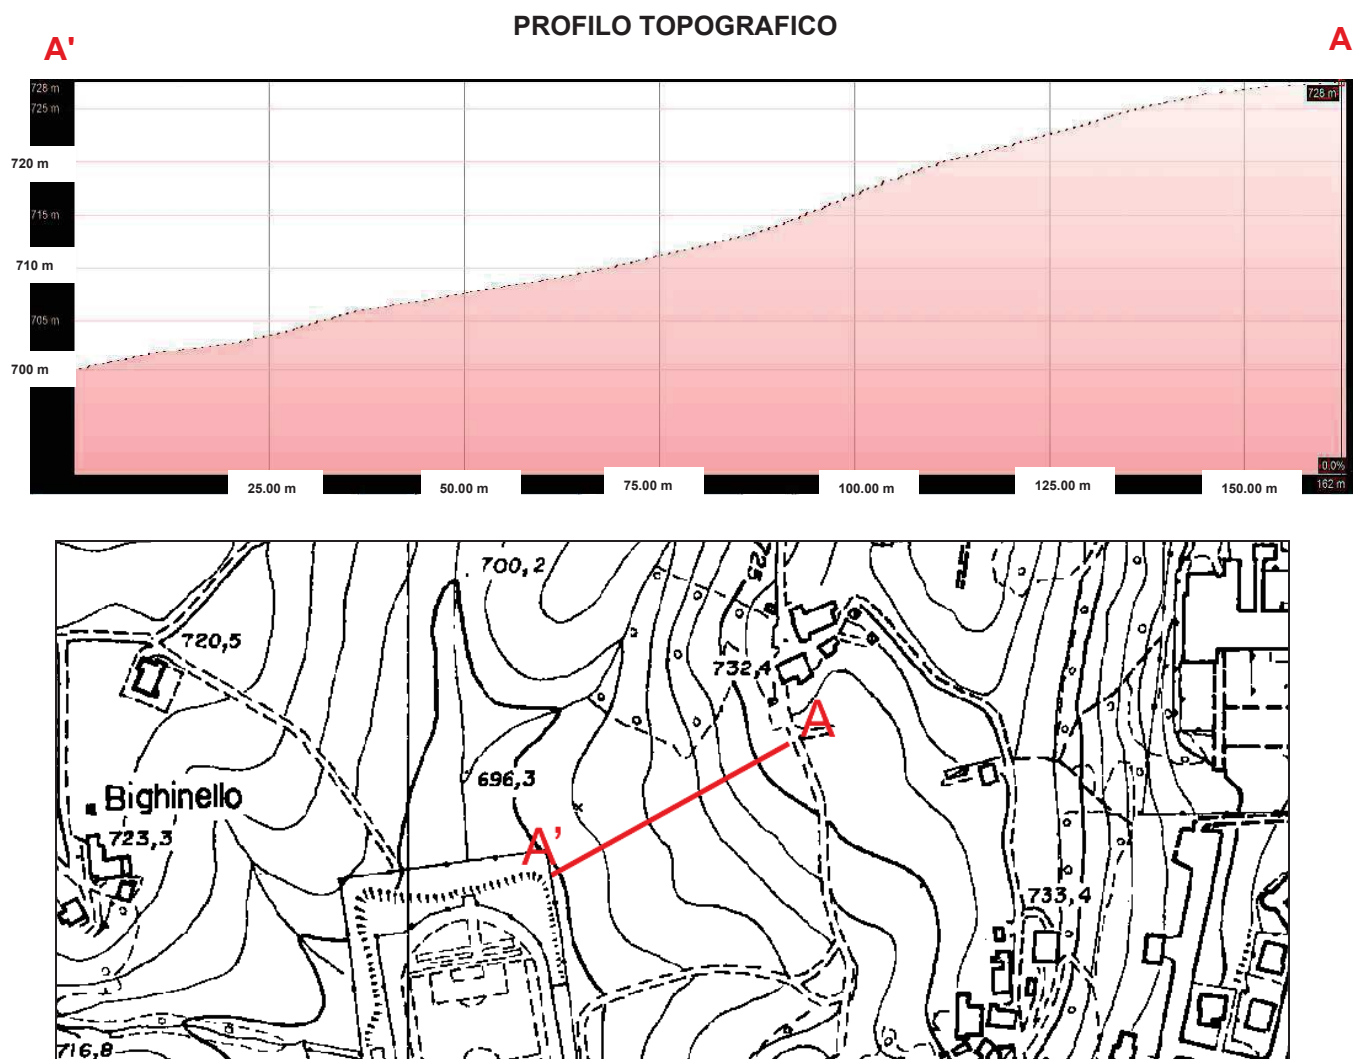 PROFILO TOPOGRAFICO
A'
A
728 m
725 m
720 m
715 m
710 m
705 m
700 m
728 m
0.0%
162 m
25.00 m
50.00 m
75.00 m
100.00 m
125.00 m
150.00 m
700,2
725
720,5
732,4
A
696,3
Bighinello
723,3
A’
733,4
716,8